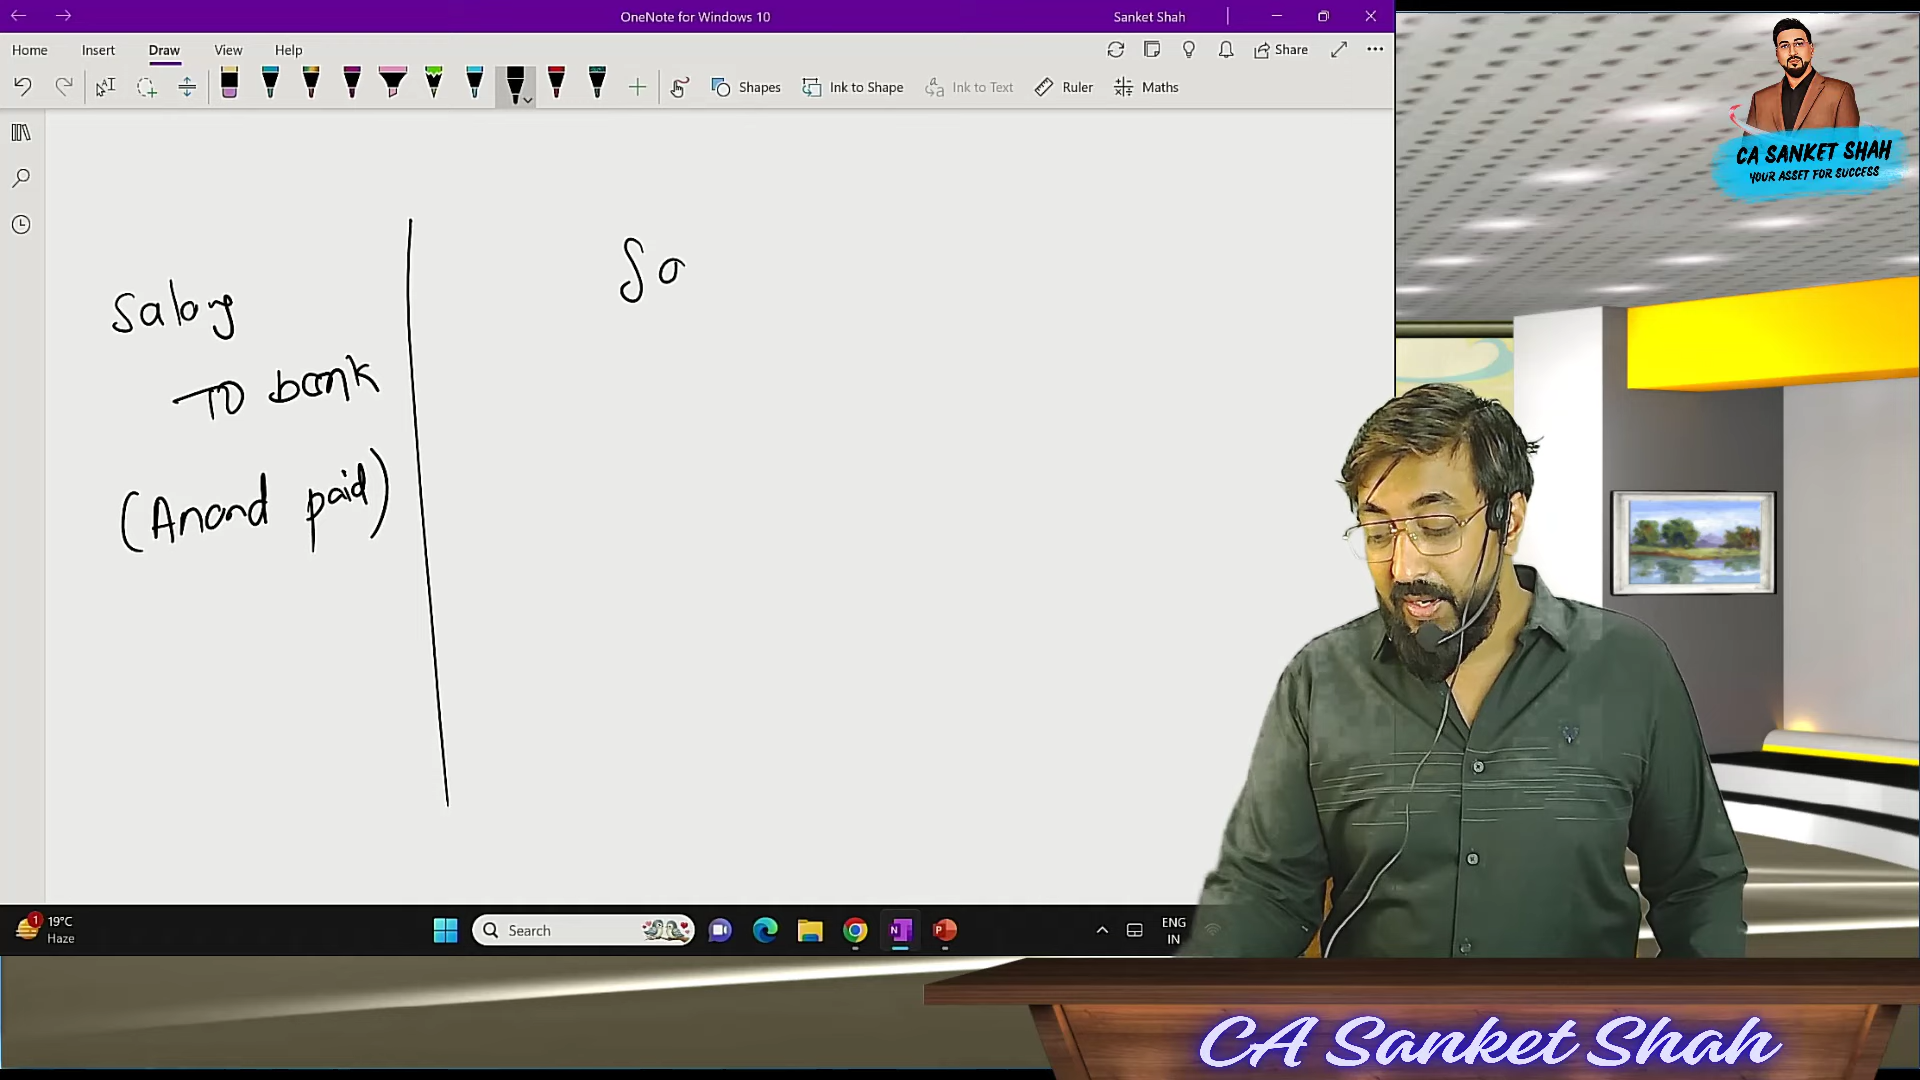 OneNote for Windows 10
Sanket Shah
Home Insert Draw View Help
Share
Shapes Ink to Shape Ink to Text Ruler Maths
CA SANKET SHAH
YOUR ASSET FOR SUCCESS
Salary
To bank
(Anand paid)
Sa
1
19°C
Haze
Search
ENG
IN
CA Sanket Shah